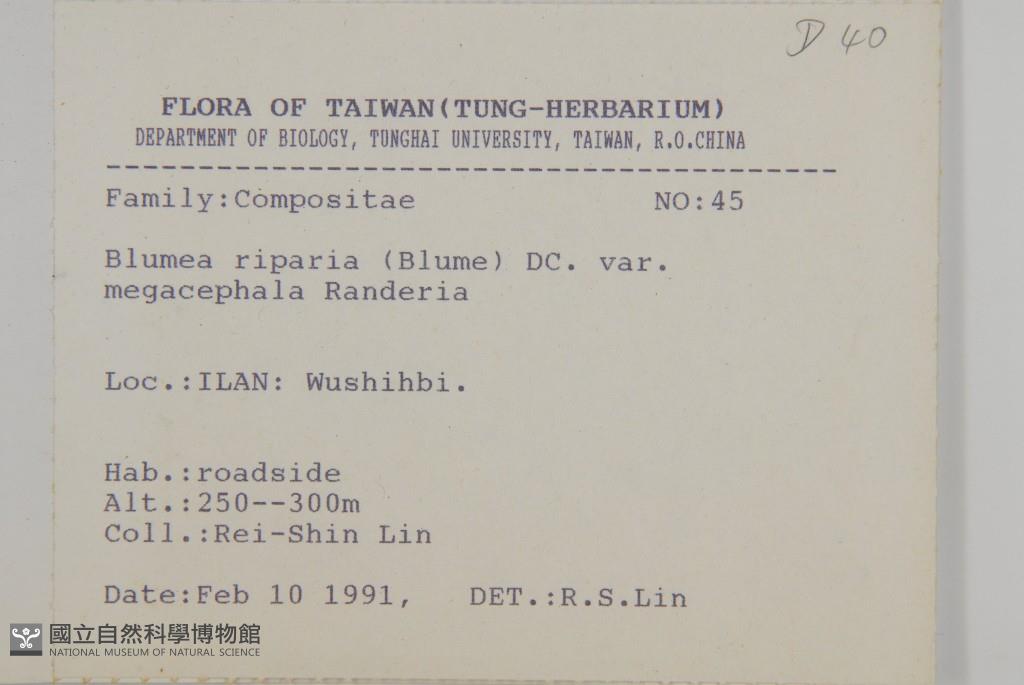 D 40
FLORA OF TAIWAN(TUNG-HERBARIUM)
DEPARTMENT OF BIOLOGY, TUNGHAI UNIVERSITY, TAIWAN, R.O.CHINA
Family:Compositae NO:45
Blumea riparia (Blume) DC. var.
megacephala Randeria
Loc.:ILAN: Wushihbi.
Hab.:roadside
Alt.:250--300m
Coll.:Rei-Shin Lin
Date:Feb 10 1991, DET.:R.S.Lin
國立自然科學博物館
NATIONAL MUSEUM OF NATURAL SCIENCE